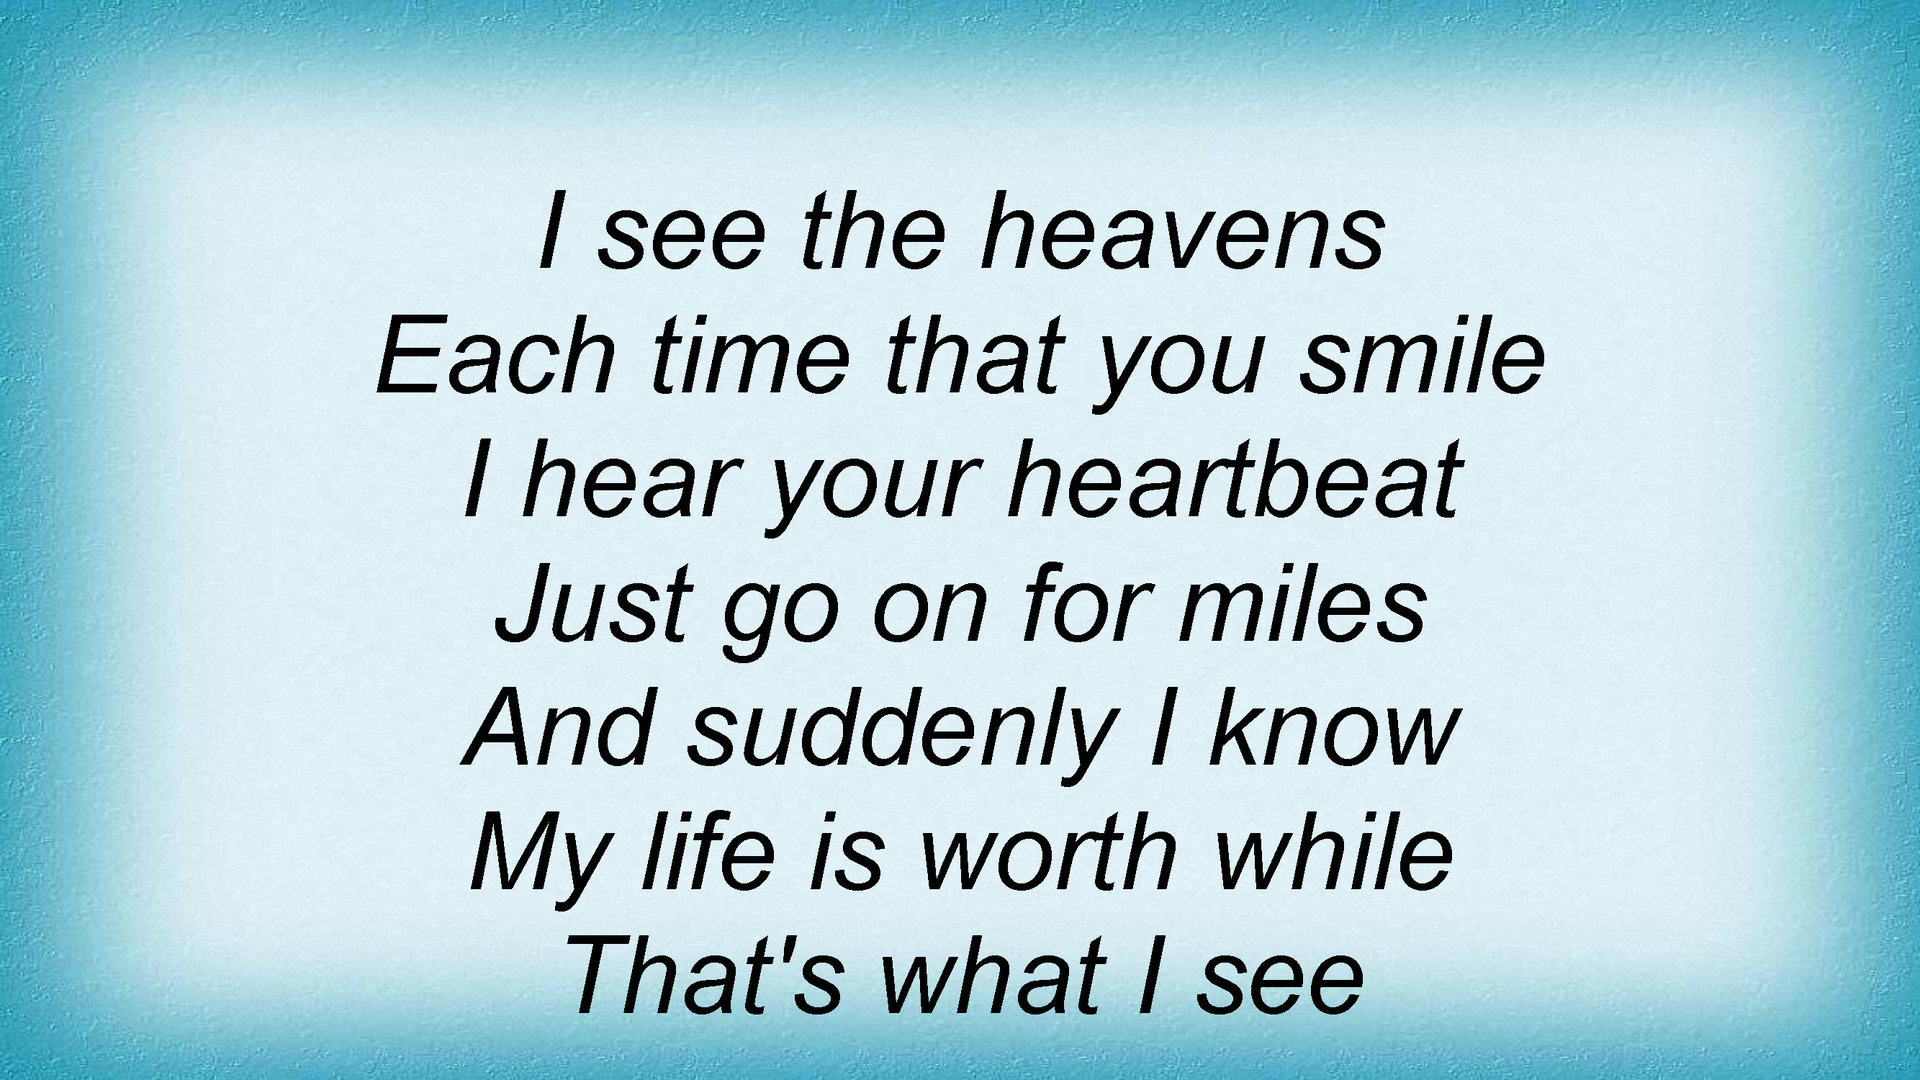 I see the heavens
Each time that you smile
I hear your heartbeat
Just go on for miles
And suddenly I know
My life is worth while
That's what I see